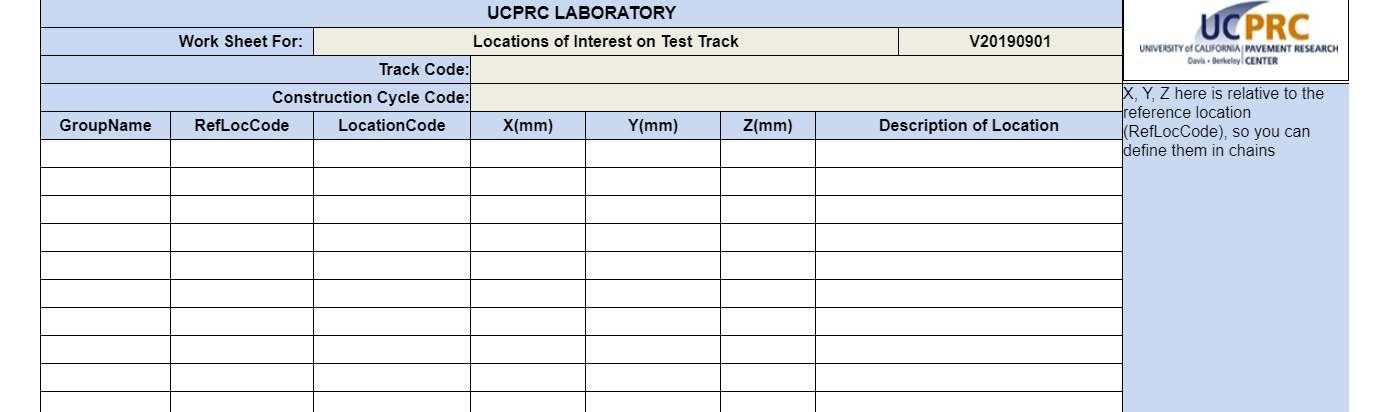 UCPRC LABORATORY
Work Sheet For: Locations of Interest on Test Track V20190901
Track Code:
Construction Cycle Code:
GroupName RefLocCode LocationCode X(mm) Y(mm) Z(mm) Description of Location
UCPRC
UNIVERSITY of CALIFORNIA | PAVEMENT RESEARCH
Davis • Berkeley | CENTER
X, Y, Z here is relative to the
reference location
(RefLocCode), so you can
define them in chains